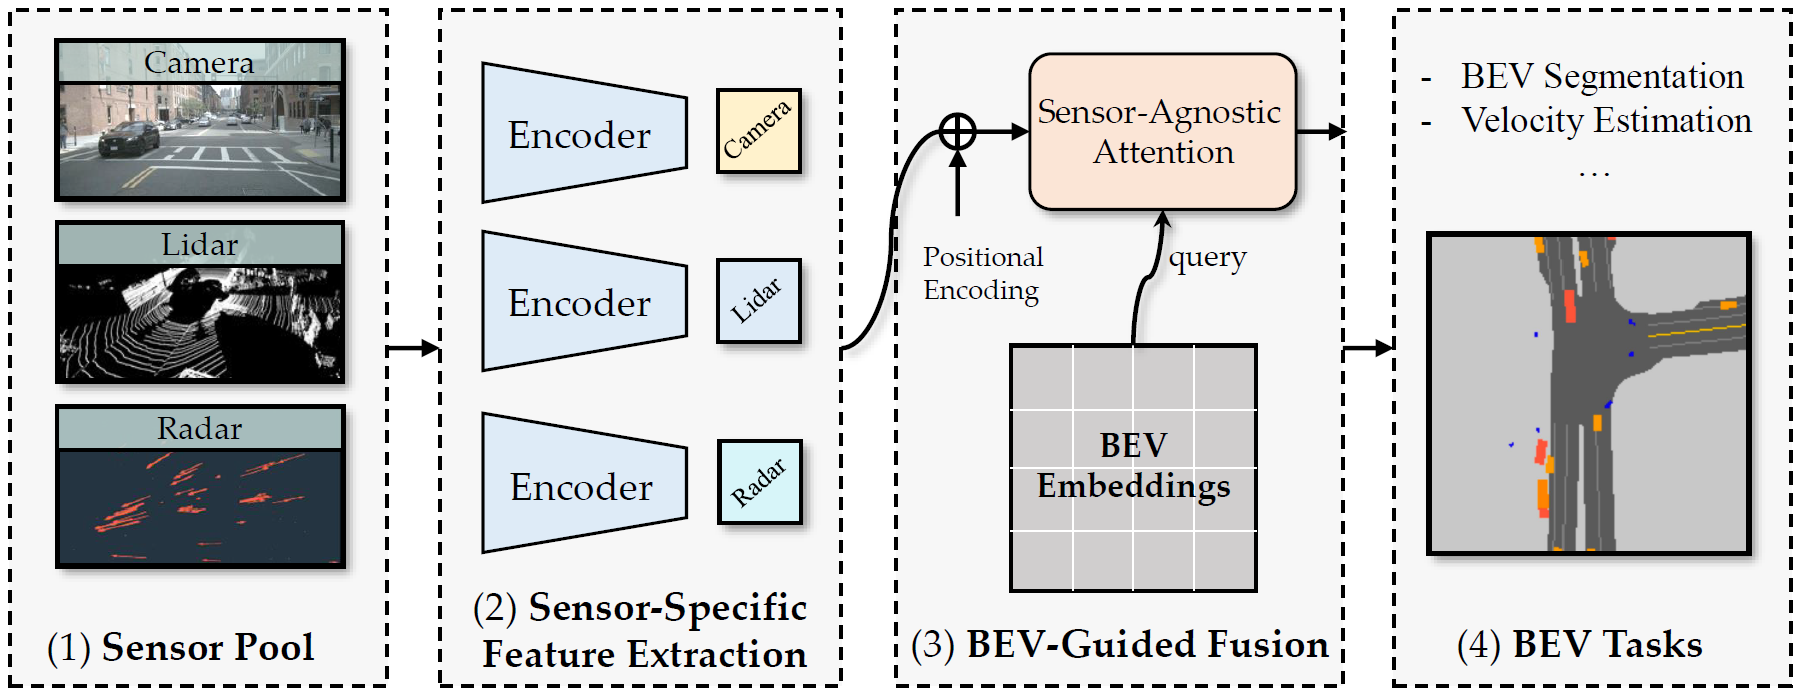 Camera
Lidar
Radar
(1) Sensor Pool
Encoder
Camera
Encoder
Lidar
Encoder
Radar
(2) Sensor-Specific
Feature Extraction
Sensor-Agnostic
Attention
Positional
Encoding
query
BEV
Embeddings
(3) BEV-Guided Fusion
- BEV Segmentation
- Velocity Estimation
...
(4) BEV Tasks